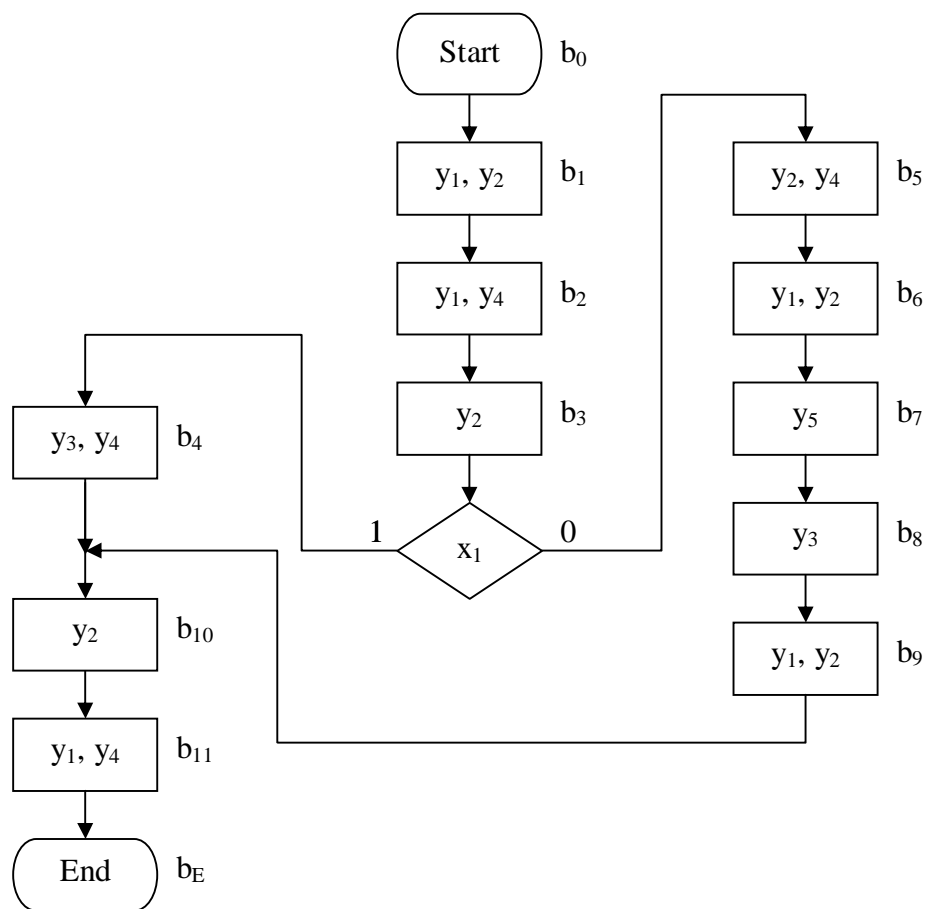 Start b₀
y₁, y₂ b₁
y₂, y₄ b₅
y₁, y₄ b₂
y₁, y₂ b₆
y₂ b₃
y₅ b₇
y₃, y₄ b₄
1 x₁ 0
y₃ b₈
y₂ b₁₀
y₁, y₂ b₉
y₁, y₄ b₁₁
End b_E